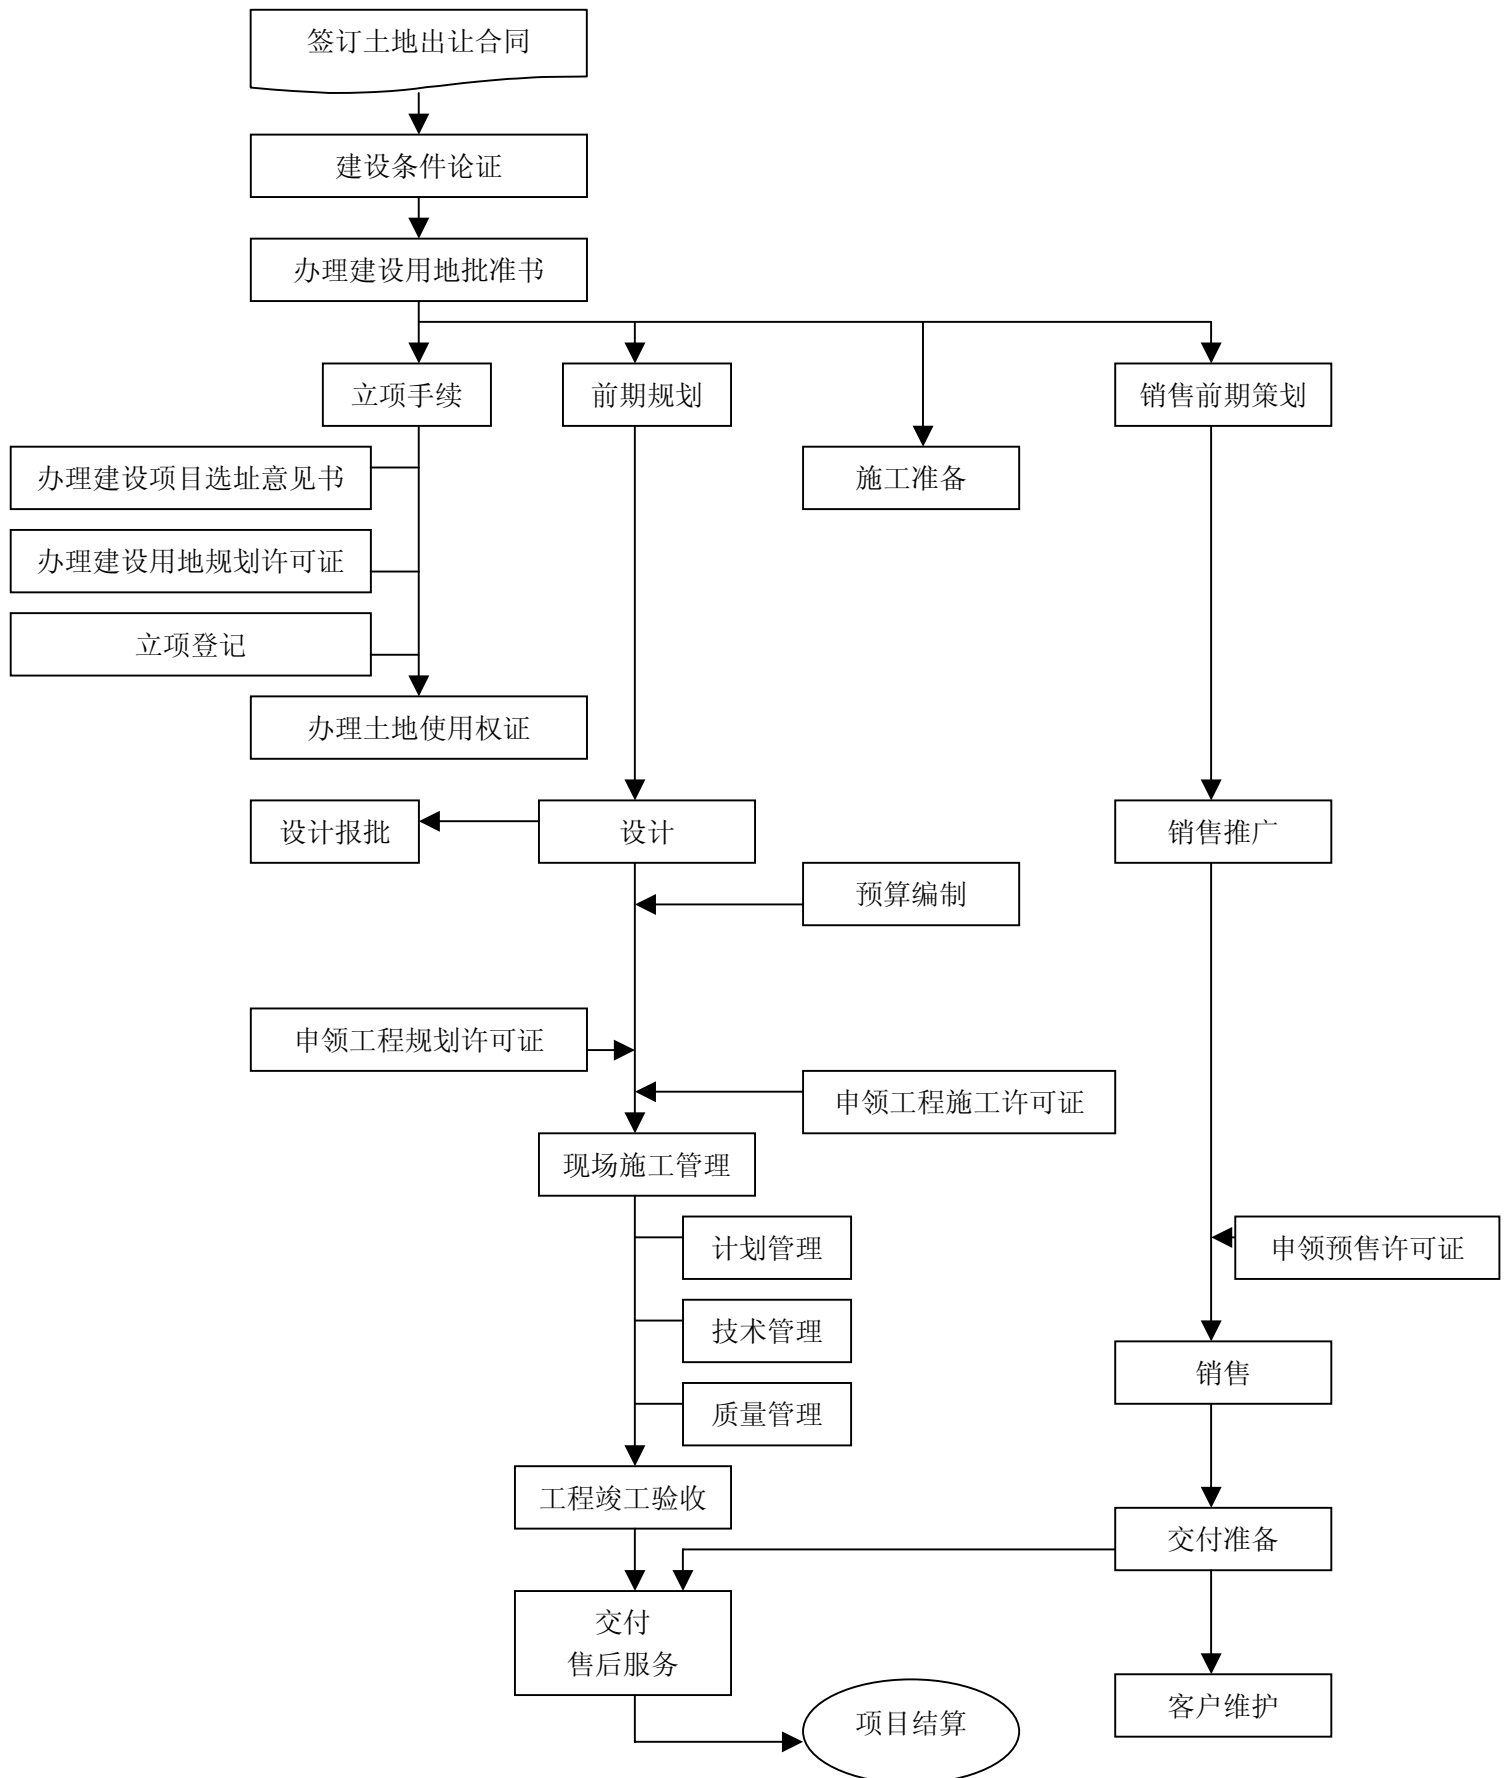 签订土地出让合同
建设条件论证
办理建设用地批准书
立项手续
前期规划
销售前期策划
办理建设项目选址意见书
施工准备
办理建设用地规划许可证
立项登记
办理土地使用权证
设计报批
设计
销售推广
预算编制
申领工程规划许可证
申领工程施工许可证
现场施工管理
计划管理
申领预售许可证
技术管理
销售
质量管理
工程竣工验收
交付准备
交付
售后服务
客户维护
项目结算